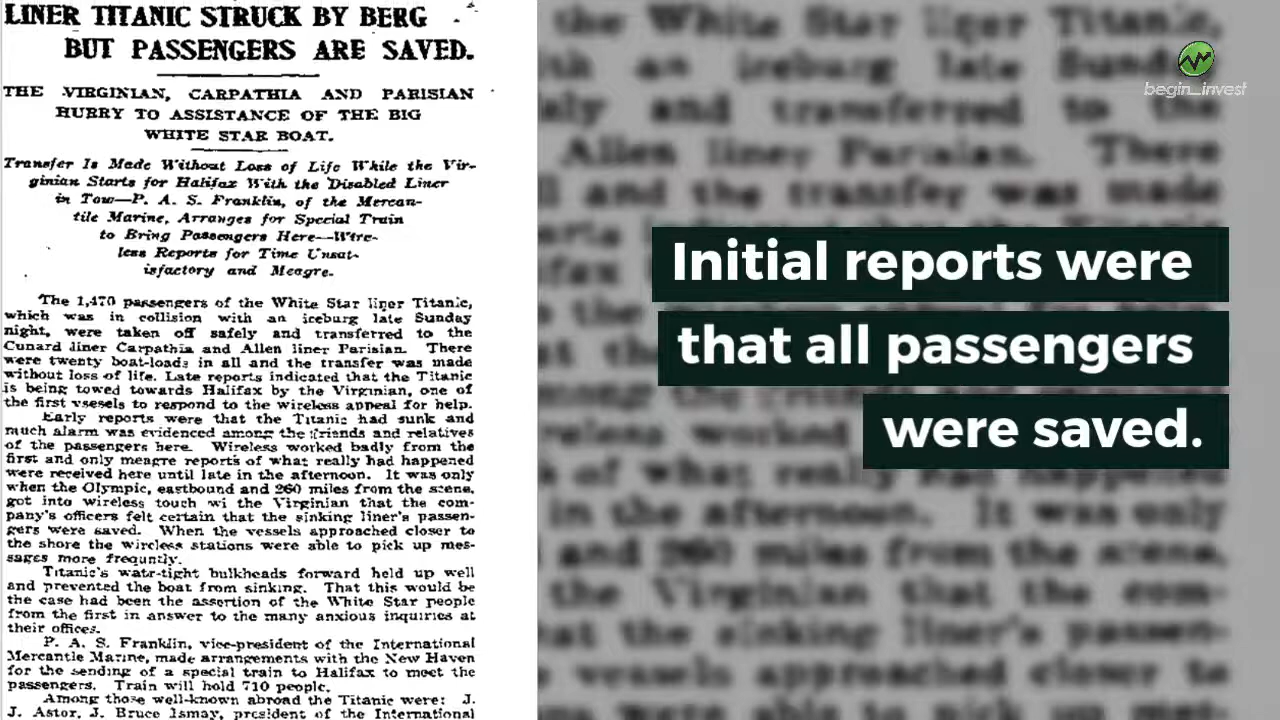 LINER TITANIC STRUCK BY BERG
BUT PASSENGERS ARE SAVED.
THE VIRGINIAN, CARPATHIA AND PARISIAN
HURRY TO ASSISTANCE OF THE BIG
WHITE STAR BOAT.
Transfer Is Made Without Loss of Life While the Vir-
ginian Starts for Halifax With the Disabled Liner
in Tow—P. A. S. Franklin, of the Mercan-
tile Marine, Arranges for Special Train
to Bring Passengers Here—Wire-
less Reports for Time Unsat-
isfactory and Meagre.
The 1,470 passengers of the White Star liner Titanic,
which was in collision with an iceburg late Sunday
night, were taken off safely and transferred to the
Cunard liner Carpathia and Allen liner Parisian. There
were twenty boat-loads in all and the transfer was made
without loss of life. Late reports indicated that the Titanic
is being towed towards Halifax by the Virginian, one of
the first vsesels to respond to the wireless appeal for help.
Early reports were that the Titanic had sunk and
much alarm was evidenced among the friends and relatives
of the passengers here. Wireless worked badly from the
first and only meagre reports of what really had happened
were received here until late in the afternoon. It was only
when the Olympic, eastbound and 260 miles from the scene,
got into wireless touch wi the Virginian that the com-
pany's officers felt certain that the sinking liner's passen-
gers were saved. When the vessels approached closer to
the shore the wireless stations were able to pick up mes-
sages more frequntly.
Titanic's watr-tight bulkheads forward held up well
and prevented the boat from sinking. That this would be
the case had been the assertion of the White Star people
from the first in answer to the many anxious inquiries at
their offices.
P. A. S. Franklin, vice-president of the International
Mercantile Marine, made arrangements with the New Haven
for the sending of a special train to Halifax to meet the
passengers. Train will hold 710 people.
Among those well-known abroad the Titanic were: J.
J. Astor, J. Bruce Ismay, president of the International
begin_invest
Initial reports were
that all passengers
were saved.